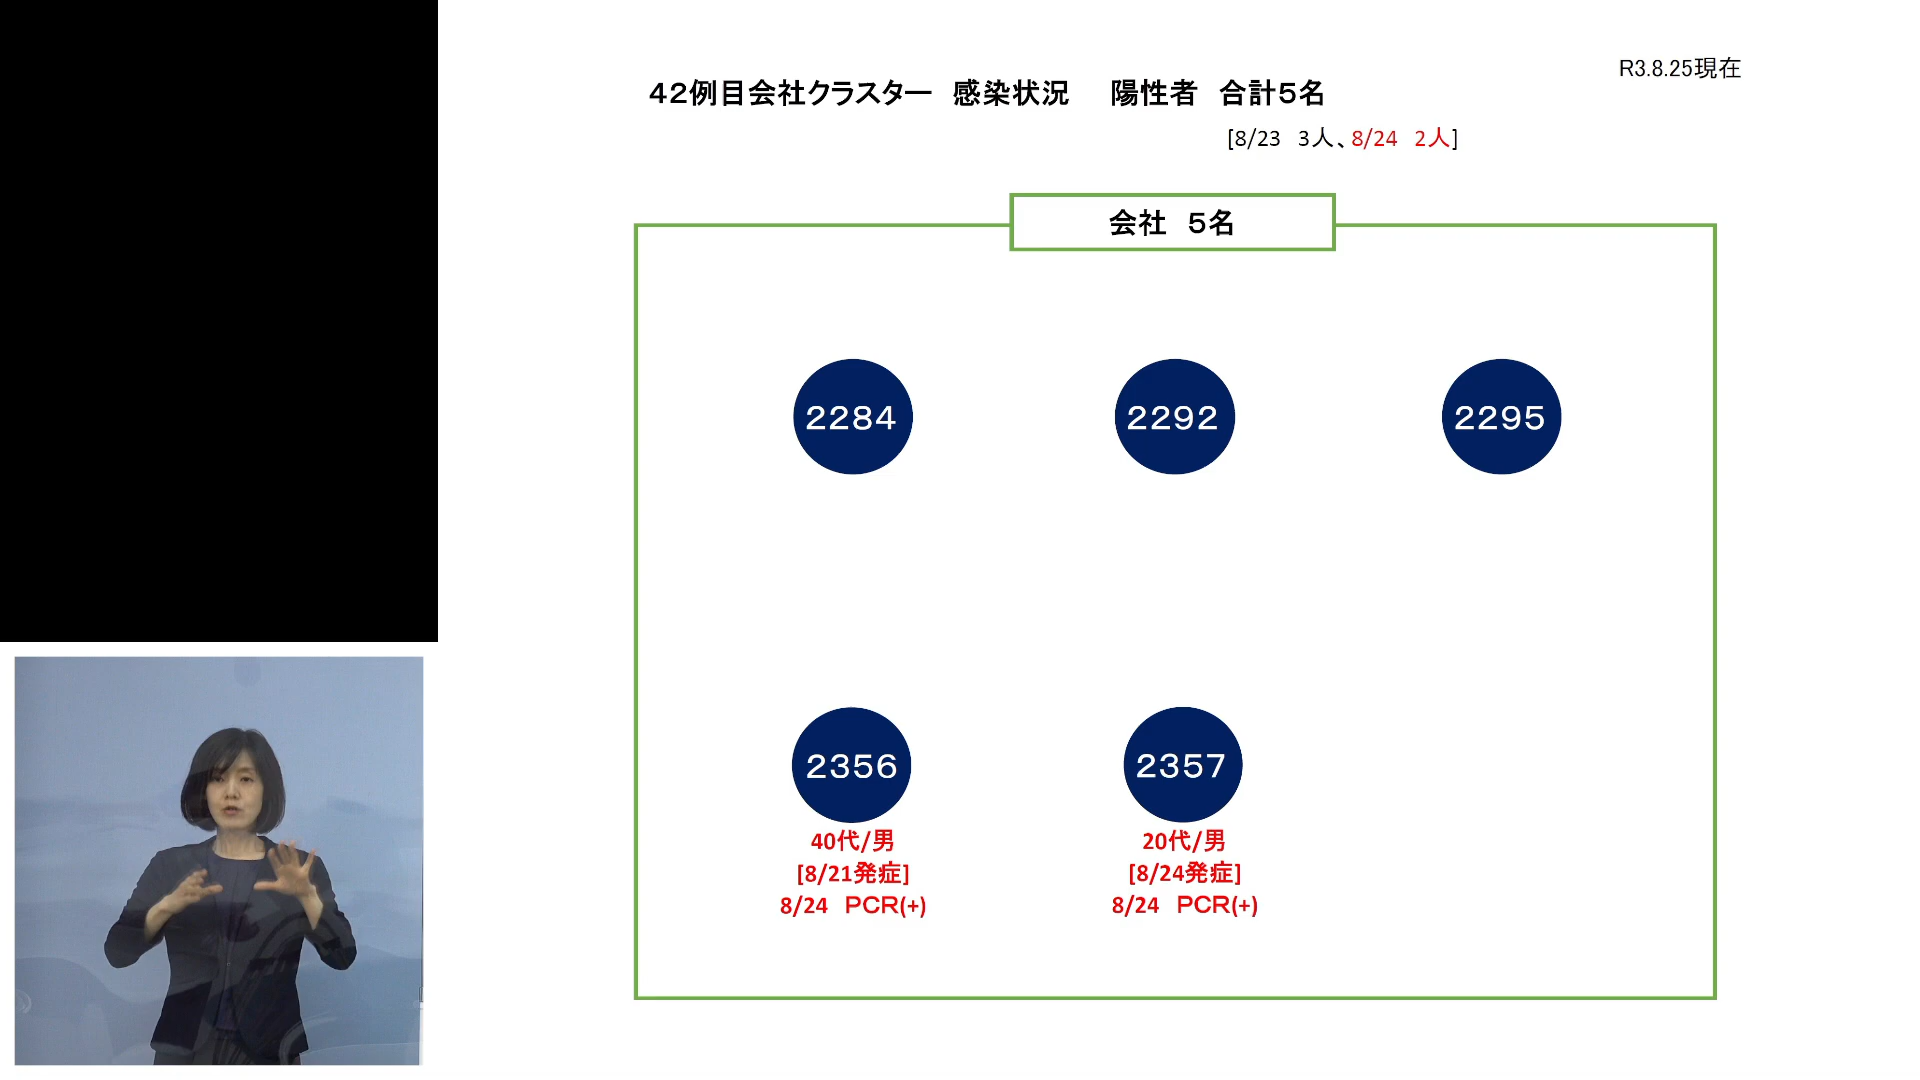 R3.8.25現在
４２例目会社クラスター　感染状況　 陽性者　合計５名
[8/23　3人、8/24　2人]
会社　５名
2284
2292
2295
2356
2357
40代/男
[8/21発症]
8/24　PCR(+)
20代/男
[8/24発症]
8/24　PCR(+)